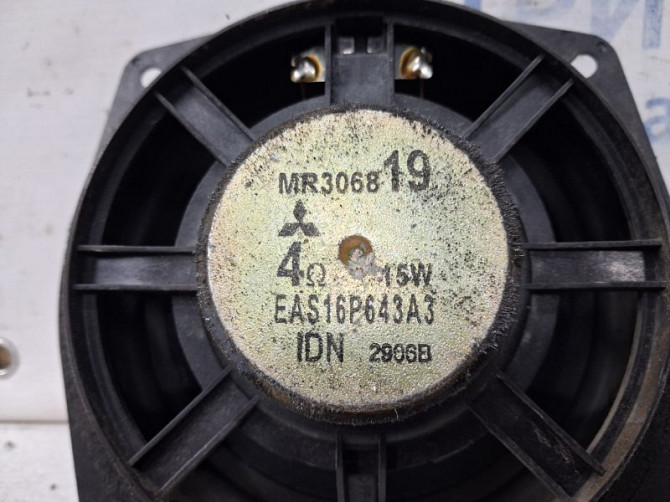 MR306819
4Ω 15W
EAS16P643A3
IDN 2906B